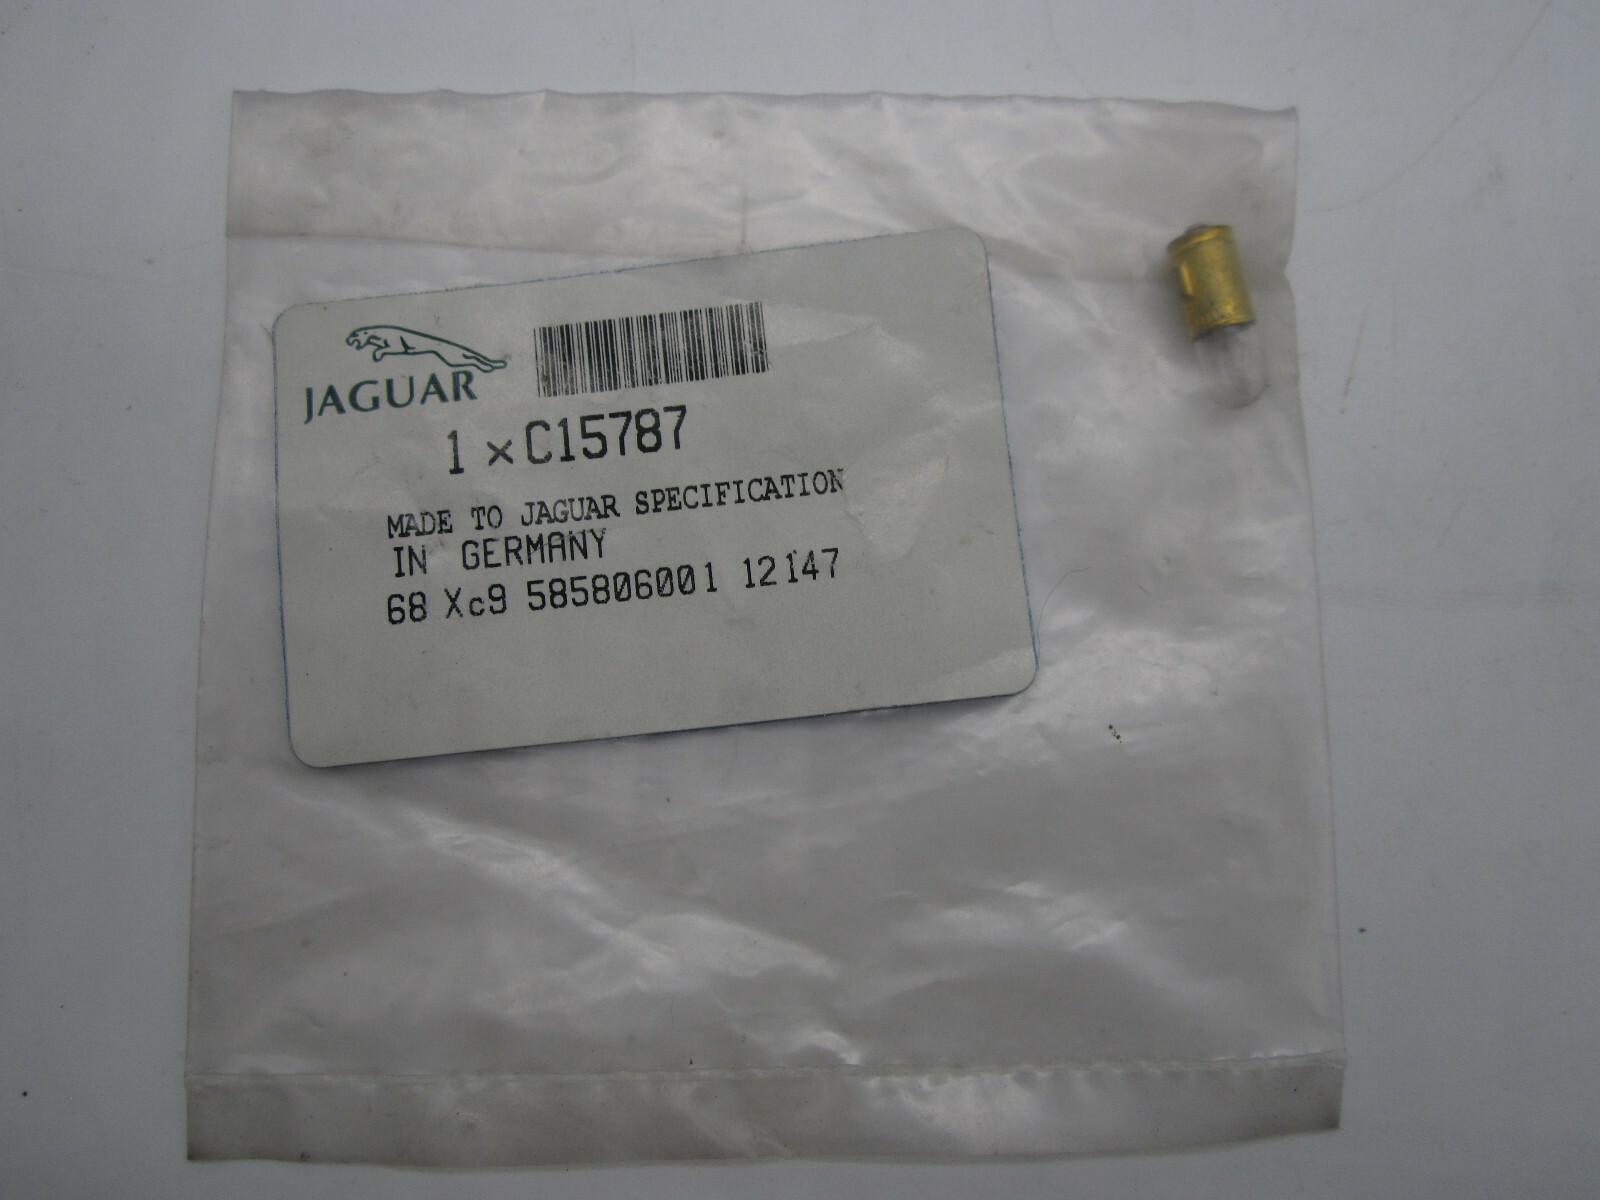 JAGUAR
1 x C15787
MADE TO JAGUAR SPECIFICATION
IN GERMANY
68 Xc9 585806001 12147